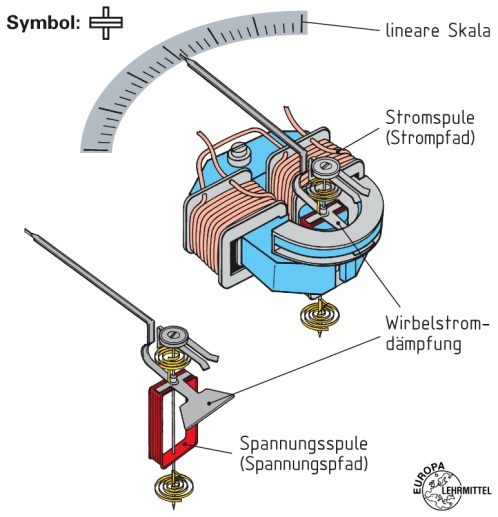 Symbol:
lineare Skala
Stromspule
(Strompfad)
Wirbelstrom-
dämpfung
Spannungsspule
(Spannungspfad)
EUROPA
LEHRMITTEL